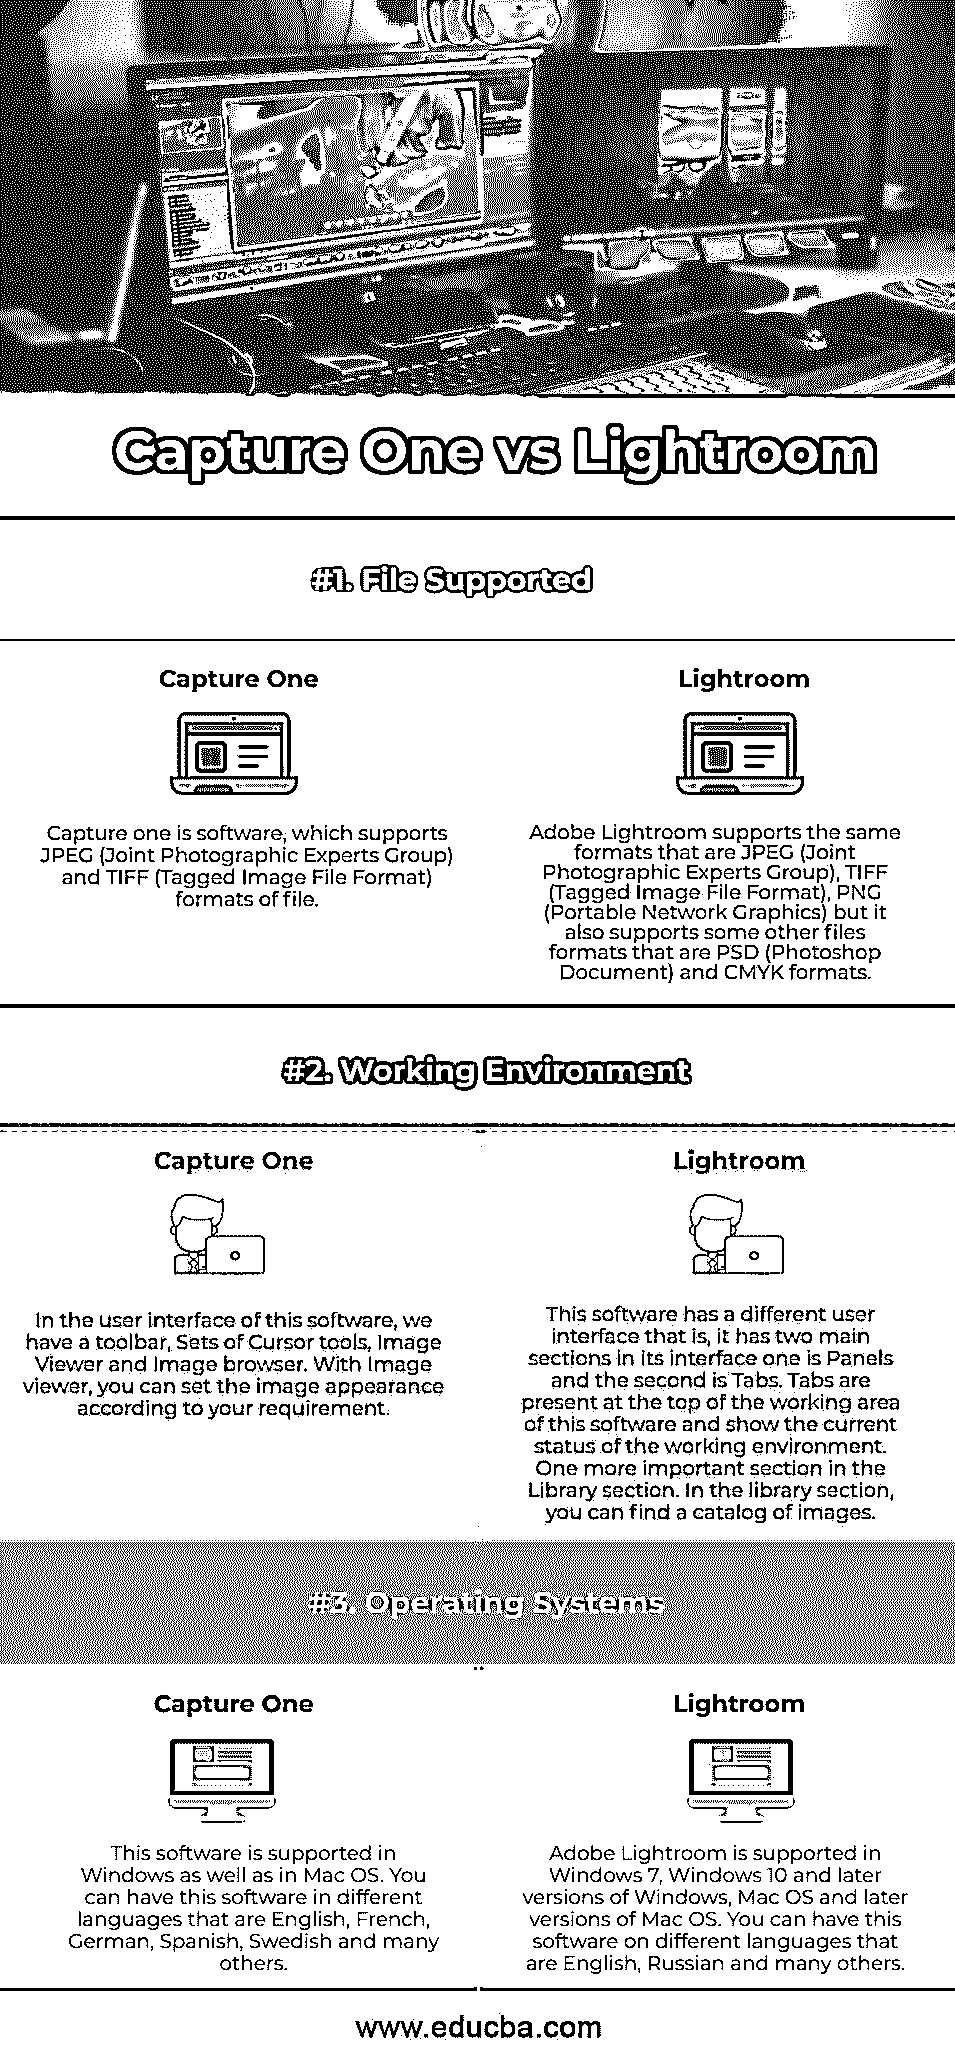 Capture One vs Lightroom
#1. File Supported
Capture One
Capture one is software, which supports
JPEG (Joint Photographic Experts Group)
and TIFF (Tagged Image File Format)
formats of file.
Lightroom
Adobe Lightroom supports the same
formats that are JPEG (Joint
Photographic Experts Group), TIFF
(Tagged Image File Format), PNG
(Portable Network Graphics) but it
also supports some other files
formats that are PSD (Photoshop
Document) and CMYK formats.
#2. Working Environment
Capture One
In the user interface of this software, we
have a toolbar, Sets of Cursor tools, Image
Viewer and Image browser. With Image
viewer, you can set the image appearance
according to your requirement.
Lightroom
This software has a different user
interface that is, it has two main
sections in its interface one is Panels
and the second is Tabs. Tabs are
present at the top of the working area
of this software and show the current
status of the working environment.
One more important section in the
Library section. In the library section,
you can find a catalog of images.
#3. Operating Systems
Capture One
This software is supported in
Windows as well as in Mac OS. You
can have this software in different
languages that are English, French,
German, Spanish, Swedish and many
others.
Lightroom
Adobe Lightroom is supported in
Windows 7, Windows 10 and later
versions of Windows, Mac OS and later
versions of Mac OS. You can have this
software on different languages that
are English, Russian and many others.
www.educba.com